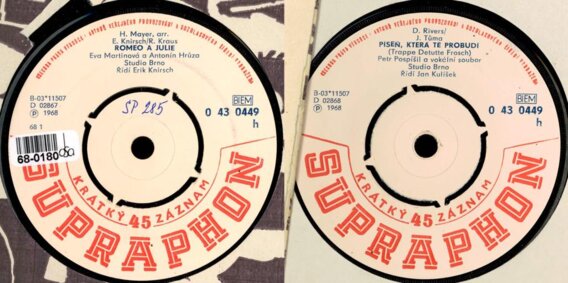 H. Mayer, arr.
E. Knirsch/R. Kraus
ROMEO A JULIE
Eva Martinová a Antonín Hrůza
Studio Brno
Řídí Erik Knirsch
B-03*11507
D 02867
℗ 1968
68 1
SP 285
BIEM
0 43 0449
h
68-0180
KRATKÝ 45 ZÁZNAM
SUPRAPHON
D. Rivers/
J. Tůma
PÍSEŇ, KTERÁ TĚ PROBUDÍ
(Trappe Detutte Frosch)
Petr Pospíšil a vokální soubor
Studio Brno
Řídí Jan Kulíšek
B-03*11507
D 02868
℗ 1968
BIEM
0 43 0449
h
KRATKÝ 45 ZÁZNAM
SUPRAPHON